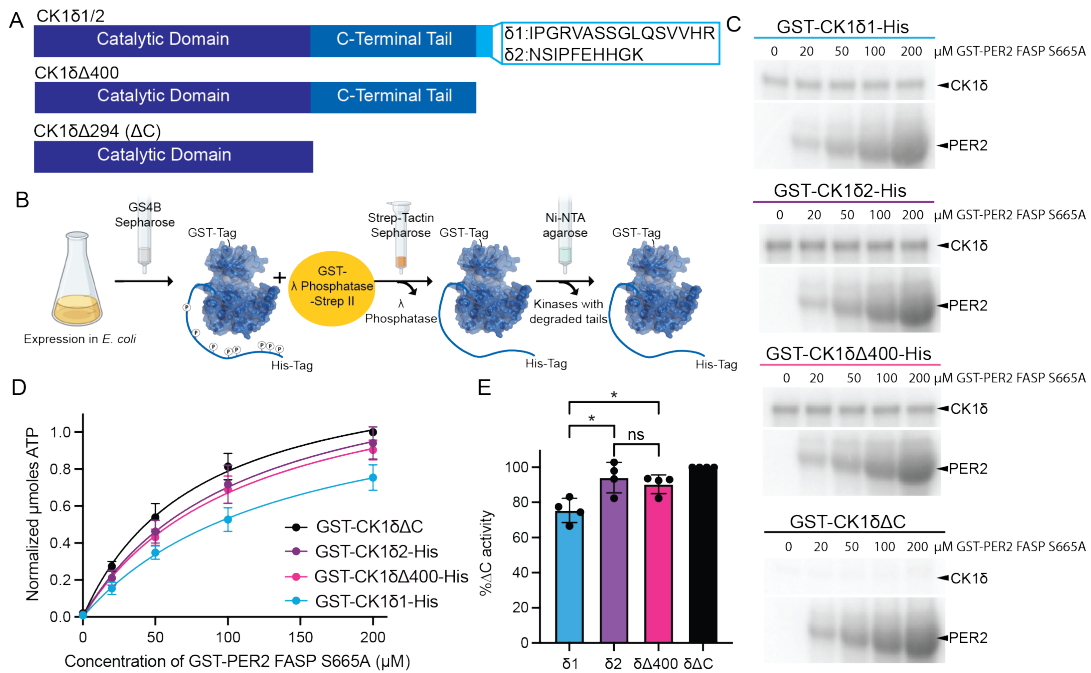 A
CK1δ1/2
Catalytic Domain
C-Terminal Tail
δ1:IPGRVASSGLQSVVHR
δ2:NSIPFEHHGK
CK1δΔ400
Catalytic Domain
C-Terminal Tail
CK1δΔ294 (ΔC)
Catalytic Domain
B
GS4B
Sepharose
Expression in E. coli
GST-Tag
P P P P P P P P
His-Tag
+
GST-
λ Phosphatase
-Strep II
Strep-Tactin
Sepharose
λ
Phosphatase
GST-Tag
His-Tag
Ni-NTA
agarose
Kinases with
degraded tails
GST-Tag
His-Tag
C
GST-CK1δ1-His
0 20 50 100 200 μM GST-PER2 FASP S665A
CK1δ
PER2
GST-CK1δ2-His
0 20 50 100 200 μM GST-PER2 FASP S665A
CK1δ
PER2
GST-CK1δΔ400-His
0 20 50 100 200 μM GST-PER2 FASP S665A
CK1δ
PER2
GST-CK1δΔC
0 20 50 100 200 μM GST-PER2 FASP S665A
CK1δ
PER2
D
Normalized μmoles ATP
1.0
0.8
0.6
0.4
0.2
0.0
0 50 100 150 200
Concentration of GST-PER2 FASP S665A (μM)
GST-CK1δΔC
GST-CK1δ2-His
GST-CK1δΔ400-His
GST-CK1δ1-His
E
%ΔC activity
100
80
60
40
20
0
*
*
ns
δ1 δ2 δΔ400 δΔC